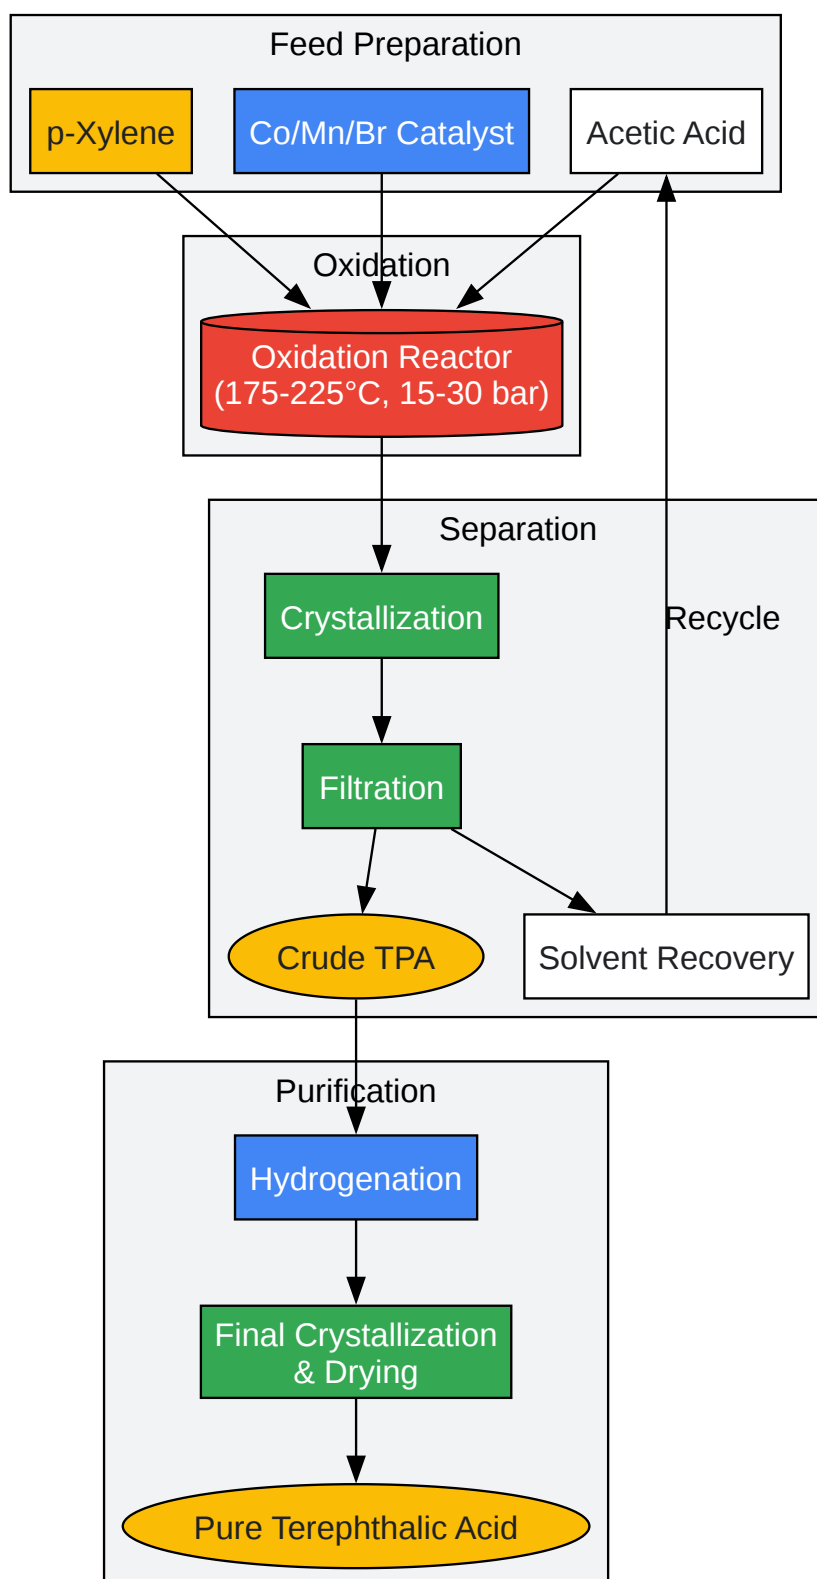 Feed Preparation
p-Xylene
Co/Mn/Br Catalyst
Acetic Acid
Oxidation
Oxidation Reactor
(175-225°C, 15-30 bar)
Separation
Crystallization
Recycle
Filtration
Crude TPA
Solvent Recovery
Purification
Hydrogenation
Final Crystallization
& Drying
Pure Terephthalic Acid